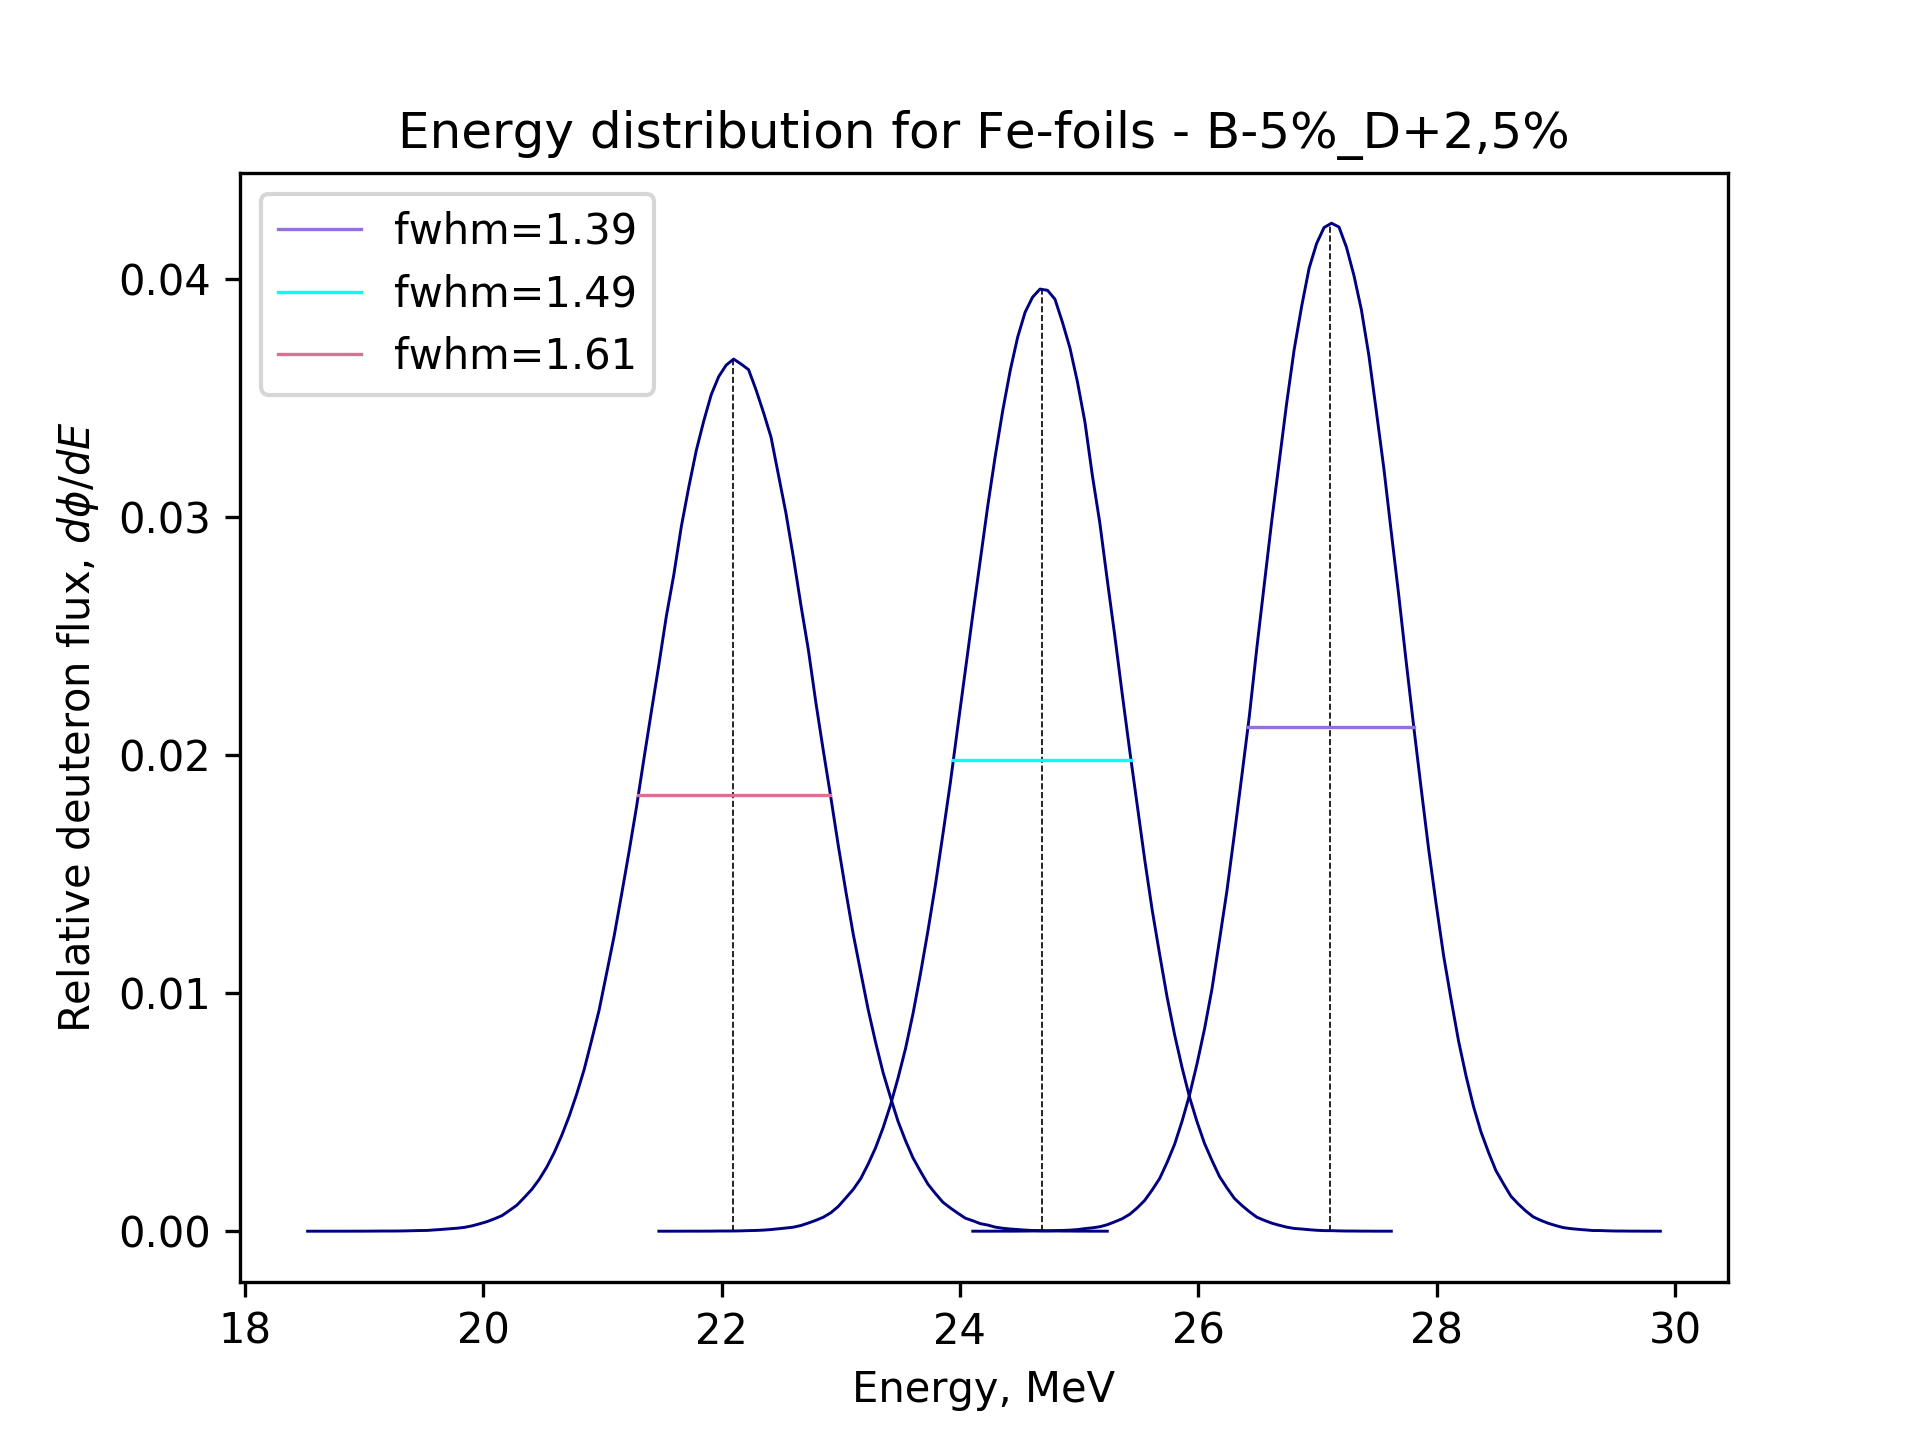 Energy distribution for Fe-foils - B-5%_D+2,5%
fwhm=1.39
fwhm=1.49
fwhm=1.61
Relative deuteron flux, dϕ/dE
0.04
0.03
0.02
0.01
0.00
18 20 22 24 26 28 30
Energy, MeV